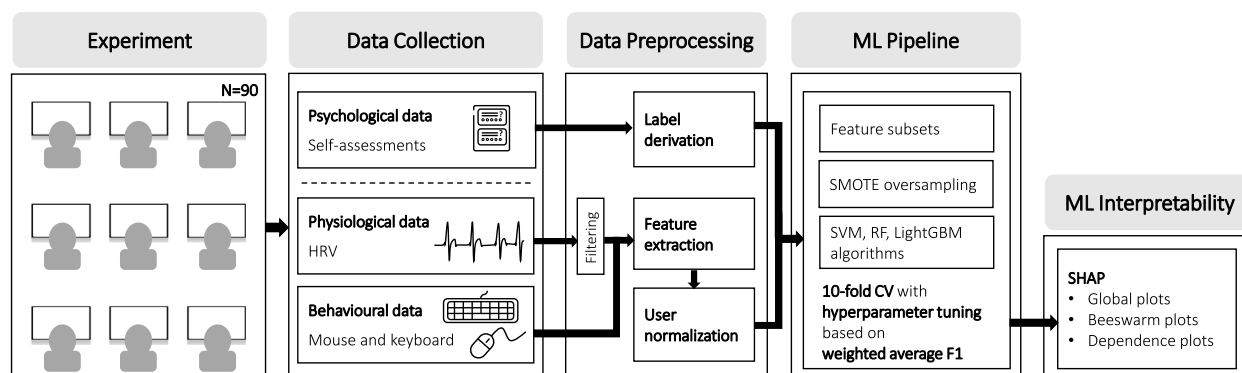 Experiment
N=90
Data Collection
Psychological data
Self-assessments
Physiological data
HRV
Behavioural data
Mouse and keyboard
Data Preprocessing
Label
derivation
Filtering
Feature
extraction
User
normalization
ML Pipeline
Feature subsets
SMOTE oversampling
SVM, RF, LightGBM
algorithms
10-fold CV with
hyperparameter tuning
based on
weighted average F1
ML Interpretability
SHAP
• Global plots
• Beeswarm plots
• Dependence plots